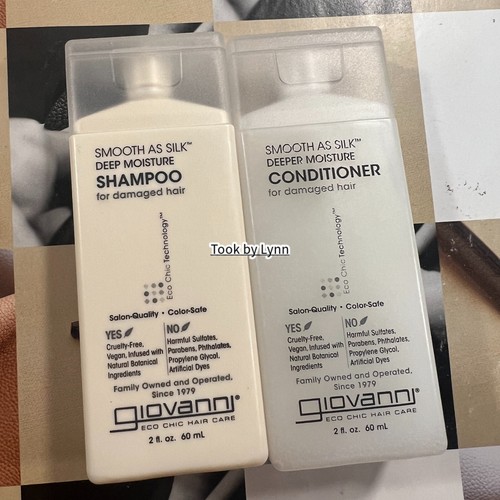 SMOOTH AS SILK™
DEEP MOISTURE
SHAMPOO
for damaged hair
Eco Chic Technology™
Salon-Quality • Color-Safe
YES
Cruelty-Free,
Vegan, Infused with
Natural Botanical
Ingredients
NO
Harmful Sulfates,
Parabens, Phthalates,
Propylene Glycol,
Artificial Dyes
Family Owned and Operated,
Since 1979
giovanni®
ECO CHIC HAIR CARE
2 fl. oz. 60 mL
SMOOTH AS SILK™
DEEPER MOISTURE
CONDITIONER
for damaged hair
Eco Chic Technology™
Salon-Quality • Color-Safe
YES
Cruelty-Free,
Vegan, Infused with
Natural Botanical
Ingredients
NO
Harmful Sulfates,
Parabens, Phthalates,
Propylene Glycol,
Artificial Dyes
Family Owned and Operated,
Since 1979
giovanni®
ECO CHIC HAIR CARE
2 fl. oz. 60 mL
Took by Lynn